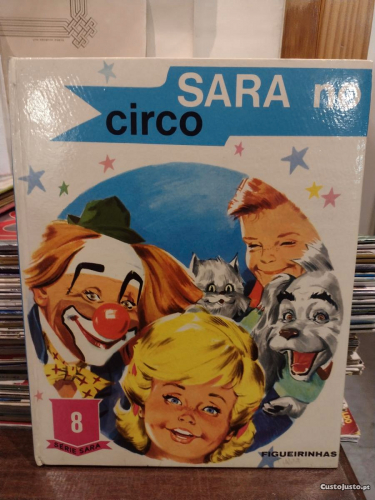 SARA no
circo
8
SÉRIE SARA
FIGUEIRINHAS
CustoJusto.pt